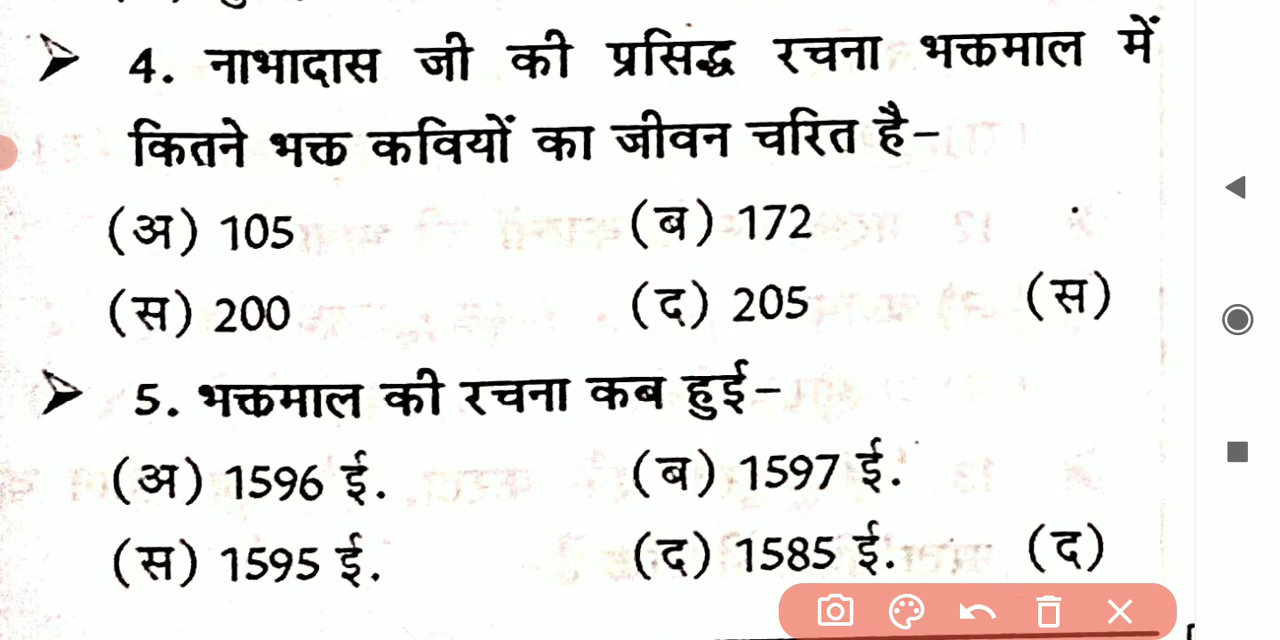 4. नाभादास जी की प्रसिद्ध रचना भक्तमाल में
कितने भक्त कवियों का जीवन चरित है–
(अ) 105 (ब) 172
(स) 200 (द) 205 (स)
5. भक्तमाल की रचना कब हुई–
(अ) 1596 ई. (ब) 1597 ई.
(स) 1595 ई. (द) 1585 ई. (द)